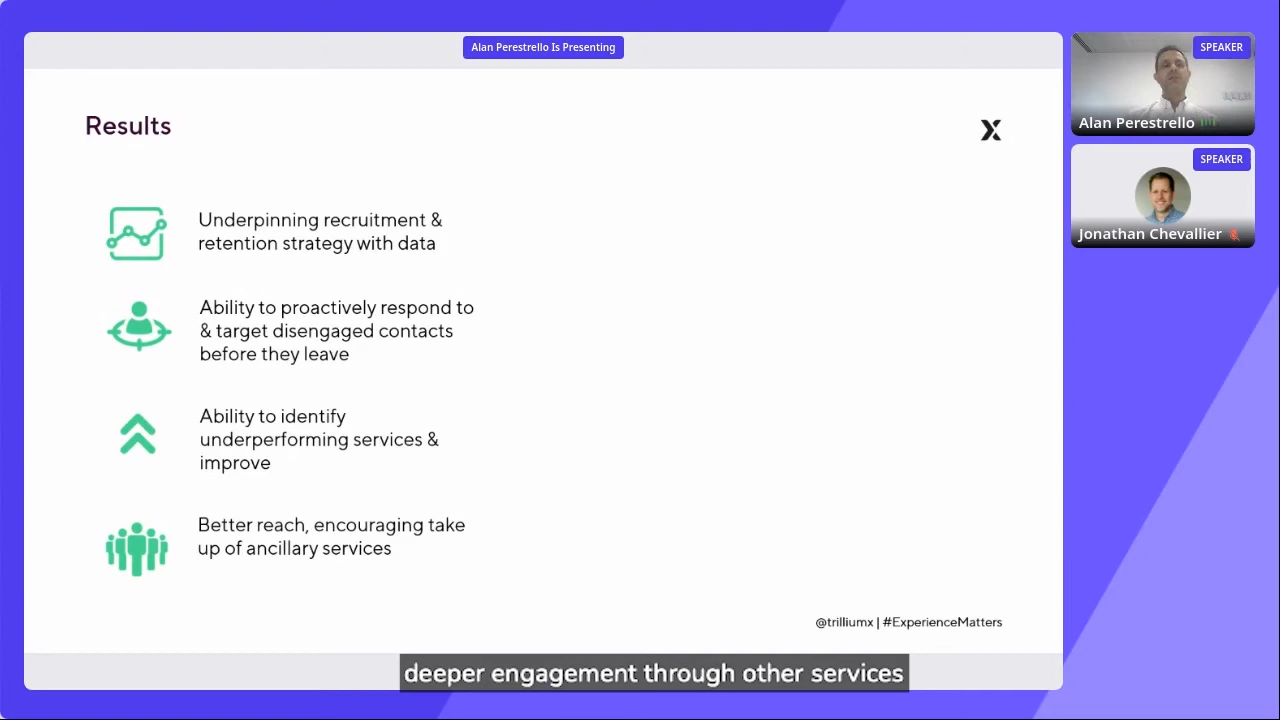 Alan Perestrello Is Presenting
Results
Underpinning recruitment &
retention strategy with data
Ability to proactively respond to
& target disengaged contacts
before they leave
Ability to identify
underperforming services &
improve
Better reach, encouraging take
up of ancillary services
@trilliumx | #ExperienceMatters
deeper engagement through other services
SPEAKER
Alan Perestrello
SPEAKER
Jonathan Chevallier